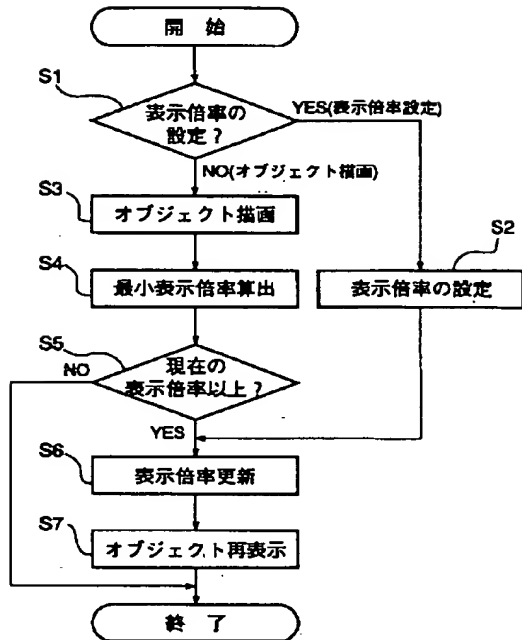 開 始
S1
表示倍率の
設定?
YES(表示倍率設定)
NO(オブジェクト描画)
S3
オブジェクト描画
S2
表示倍率の設定
S4
最小表示倍率算出
S5
現在の
表示倍率以上?
NO
YES
S6
表示倍率更新
S7
オブジェクト再表示
終 了